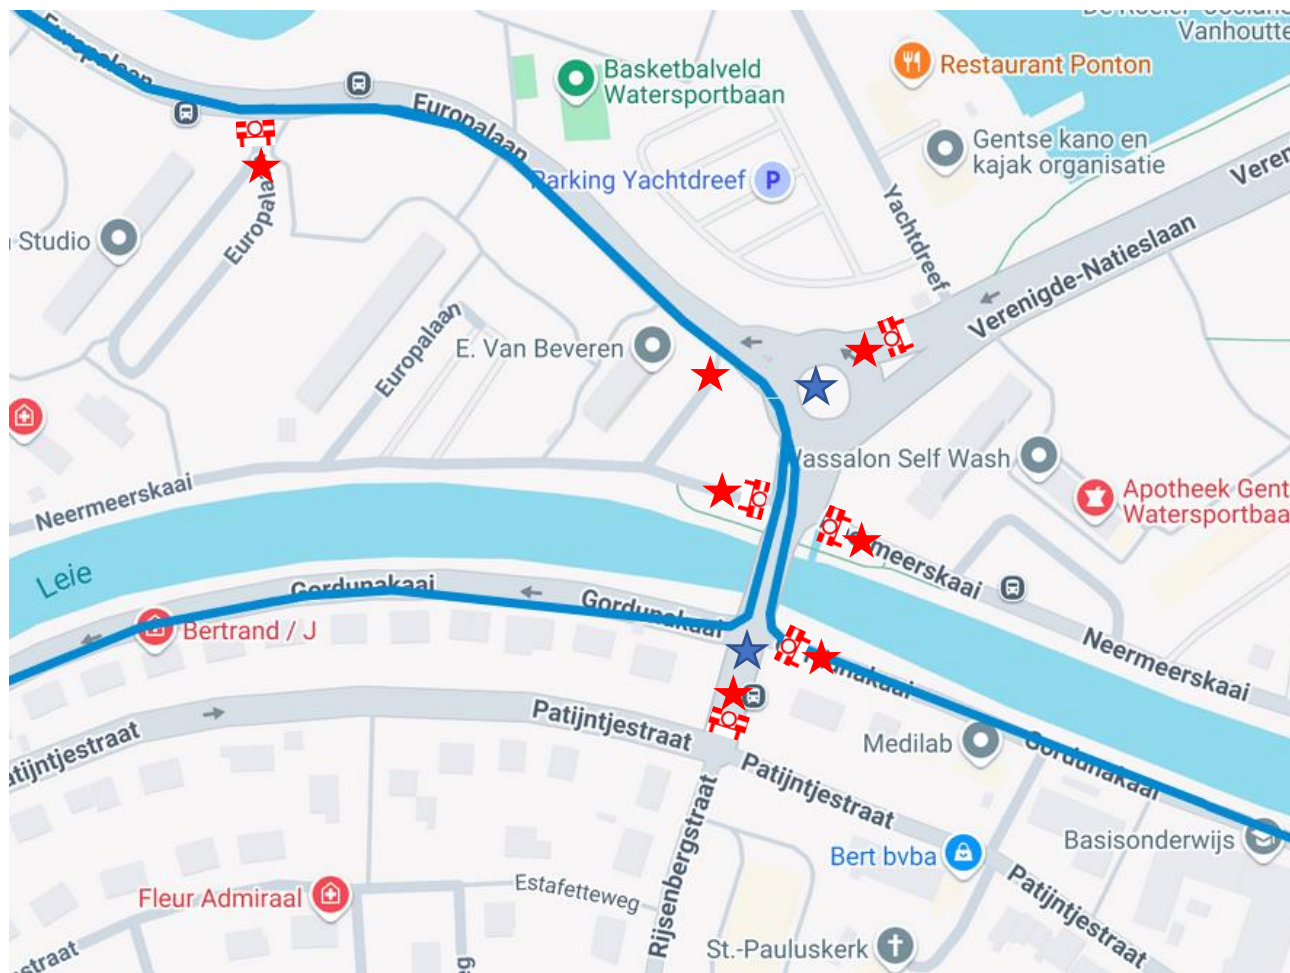 Vanhoutte
Europalaan
Basketbalveld
Watersportbaan
Restaurant Ponton
Europalaan
Gentse kano en
kajak organisatie
Parking Yachtdreef
P
Yachtdreef
Studio
Verenigde-Natieslaan
E. Van Beveren
Europalaan
Wassalon Self Wash
Neermeerskaai
Apotheek Gent
Watersportbaa
Leie
Gordunakaai
Gordunakaai
Bertrand / J
Neermeerskaai
Patijntjestraat
Medilab
Gordunakaai
Patijntjestraat
Rijsenbergstraat
Bert bvba
Basisonderwijs
Fleur Admiraal
Estafetteweg
Patijntjestraat
St.-Pauluskerk